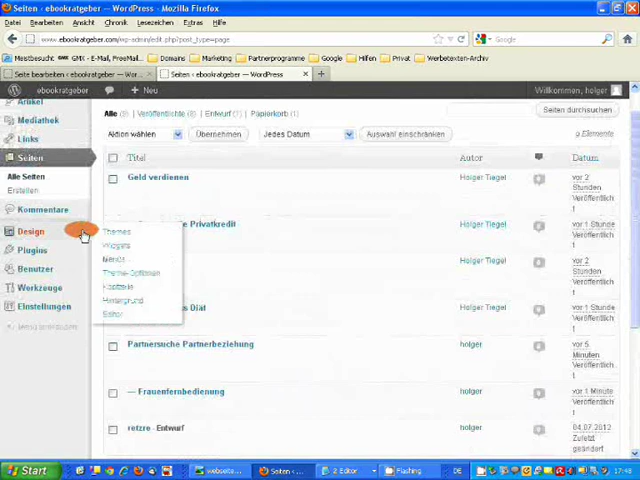 Seiten ‹ ebookratgeber — WordPress - Mozilla Firefox
Datei Bearbeiten Ansicht Chronik Lesezeichen Extras Hilfe
www.ebookratgeber.com/wp-admin/edit.php?post_type=page
Google
Meistbesucht GMX - E-Mail, FreeMail Domains Marketing Partnerprogramme Google Hilfen Privat Werbetexten-Archiv
Seite bearbeiten ‹ ebookratgeber — W...
Seiten ‹ ebookratgeber — WordPress
ebookratgeber + Neu Willkommen, holger
Artikel
Mediathek
Links
Seiten
Alle Seiten
Erstellen
Kommentare
Design
Plugins
Benutzer
Werkzeuge
Einstellungen
Menü einklappen
Themes
Widgets
Menüs
Theme-Optionen
Kopfzeile
Hintergrund
Editor
Alle (9) Veröffentlichte (8) Entwurf (1) Papierkorb (1)
Seiten durchsuchen
Aktion wählen Übernehmen Jedes Datum Auswahl einschränken 9 Elemente
Titel Autor Datum
Geld verdienen Holger Tiegel vor 2 Stunden Veröffentlicht
Privatkredit Holger Tiegel vor 1 Stunde Veröffentlicht
Holger Tiegel vor 2 Stunden Veröffentlicht
Diät Holger Tiegel vor 1 Stunde Veröffentlicht
Partnersuche Partnerbeziehung holger vor 5 Minuten Veröffentlicht
— Frauenfernbedienung holger vor 1 Minute Veröffentlicht
retzre - Entwurf holger 04.07.2012 Zuletzt geändert
Start webseite... Seiten ‹ ... 2 Editor Flashing DE 17:48